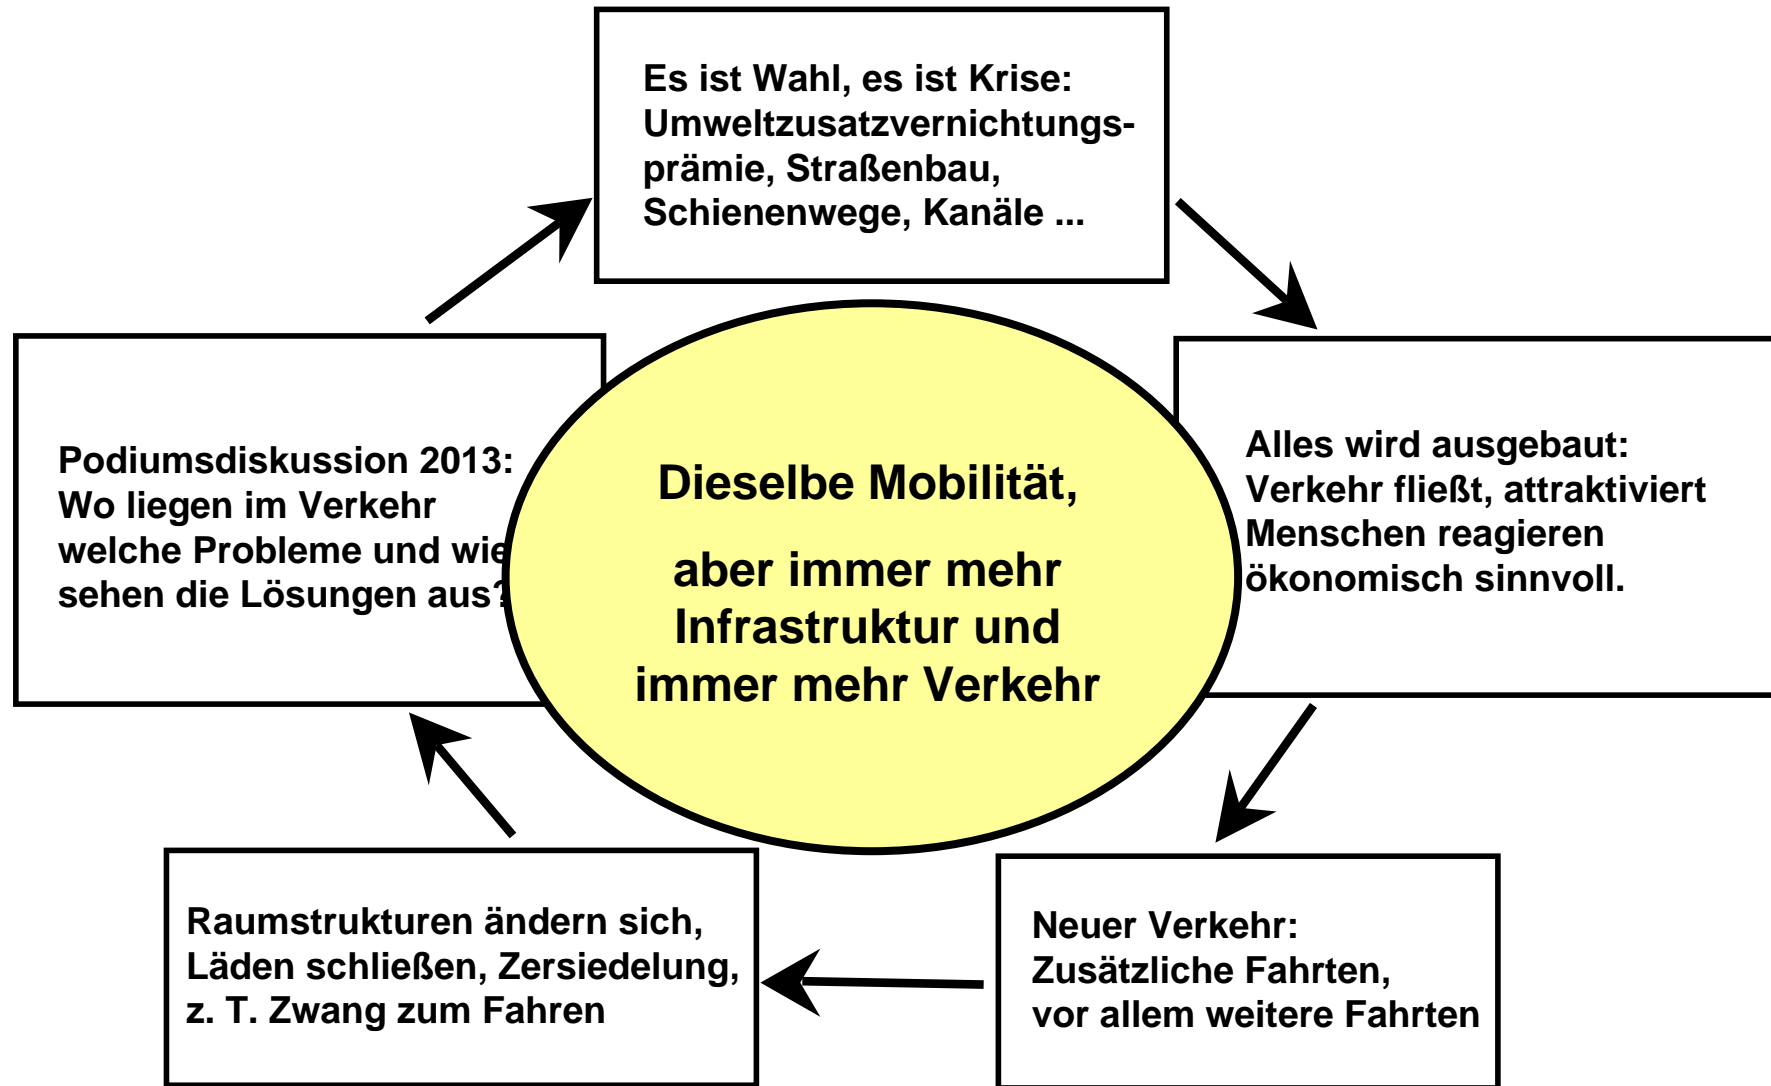 Es ist Wahl, es ist Krise:
Umweltzusatzvernichtungs-
prämie, Straßenbau,
Schienenwege, Kanäle ...
Alles wird ausgebaut:
Verkehr fließt, attraktiviert
Menschen reagieren
ökonomisch sinnvoll.
Neuer Verkehr:
Zusätzliche Fahrten,
vor allem weitere Fahrten
Raumstrukturen ändern sich,
Läden schließen, Zersiedelung,
z. T. Zwang zum Fahren
Podiumsdiskussion 2013:
Wo liegen im Verkehr
welche Probleme und wie
sehen die Lösungen aus?
Dieselbe Mobilität,
aber immer mehr
Infrastruktur und
immer mehr Verkehr